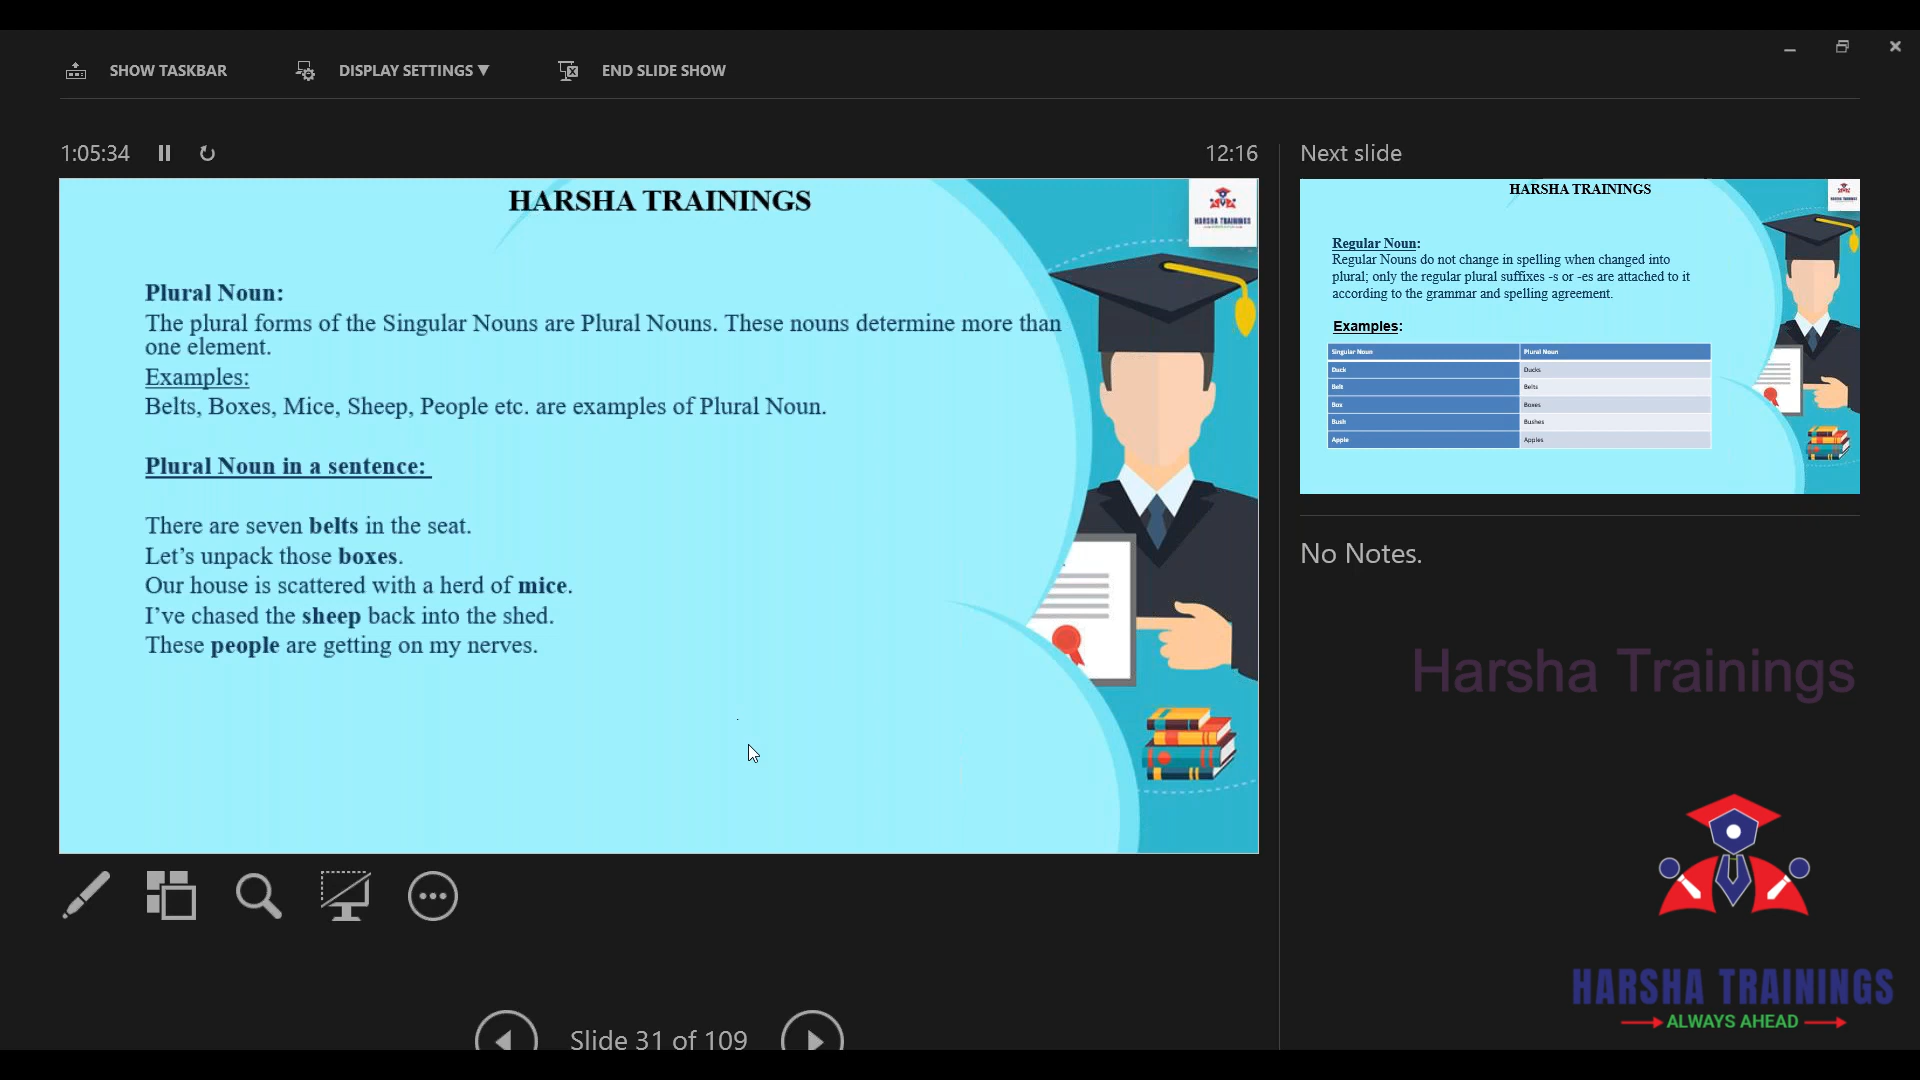 SHOW TASKBAR
DISPLAY SETTINGS ▼
END SLIDE SHOW
1:05:34
12:16
Next slide
HARSHA TRAININGS
HARSHA TRAININGS
Plural Noun:
The plural forms of the Singular Nouns are Plural Nouns. These nouns determine more than
one element.
Examples:
Belts, Boxes, Mice, Sheep, People etc. are examples of Plural Noun.
Plural Noun in a sentence:
There are seven belts in the seat.
Let’s unpack those boxes.
Our house is scattered with a herd of mice.
I’ve chased the sheep back into the shed.
These people are getting on my nerves.
Slide 31 of 109
HARSHA TRAININGS
HARSHA TRAININGS
Regular Noun:
Regular Nouns do not change in spelling when changed into
plural; only the regular plural suffixes -s or -es are attached to it
according to the grammar and spelling agreement.
Examples:
Singular Noun Plural Noun
Duck Ducks
Belt Belts
Box Boxes
Bush Bushes
Apple Apples
No Notes.
Harsha Trainings
HARSHA TRAININGS
ALWAYS AHEAD